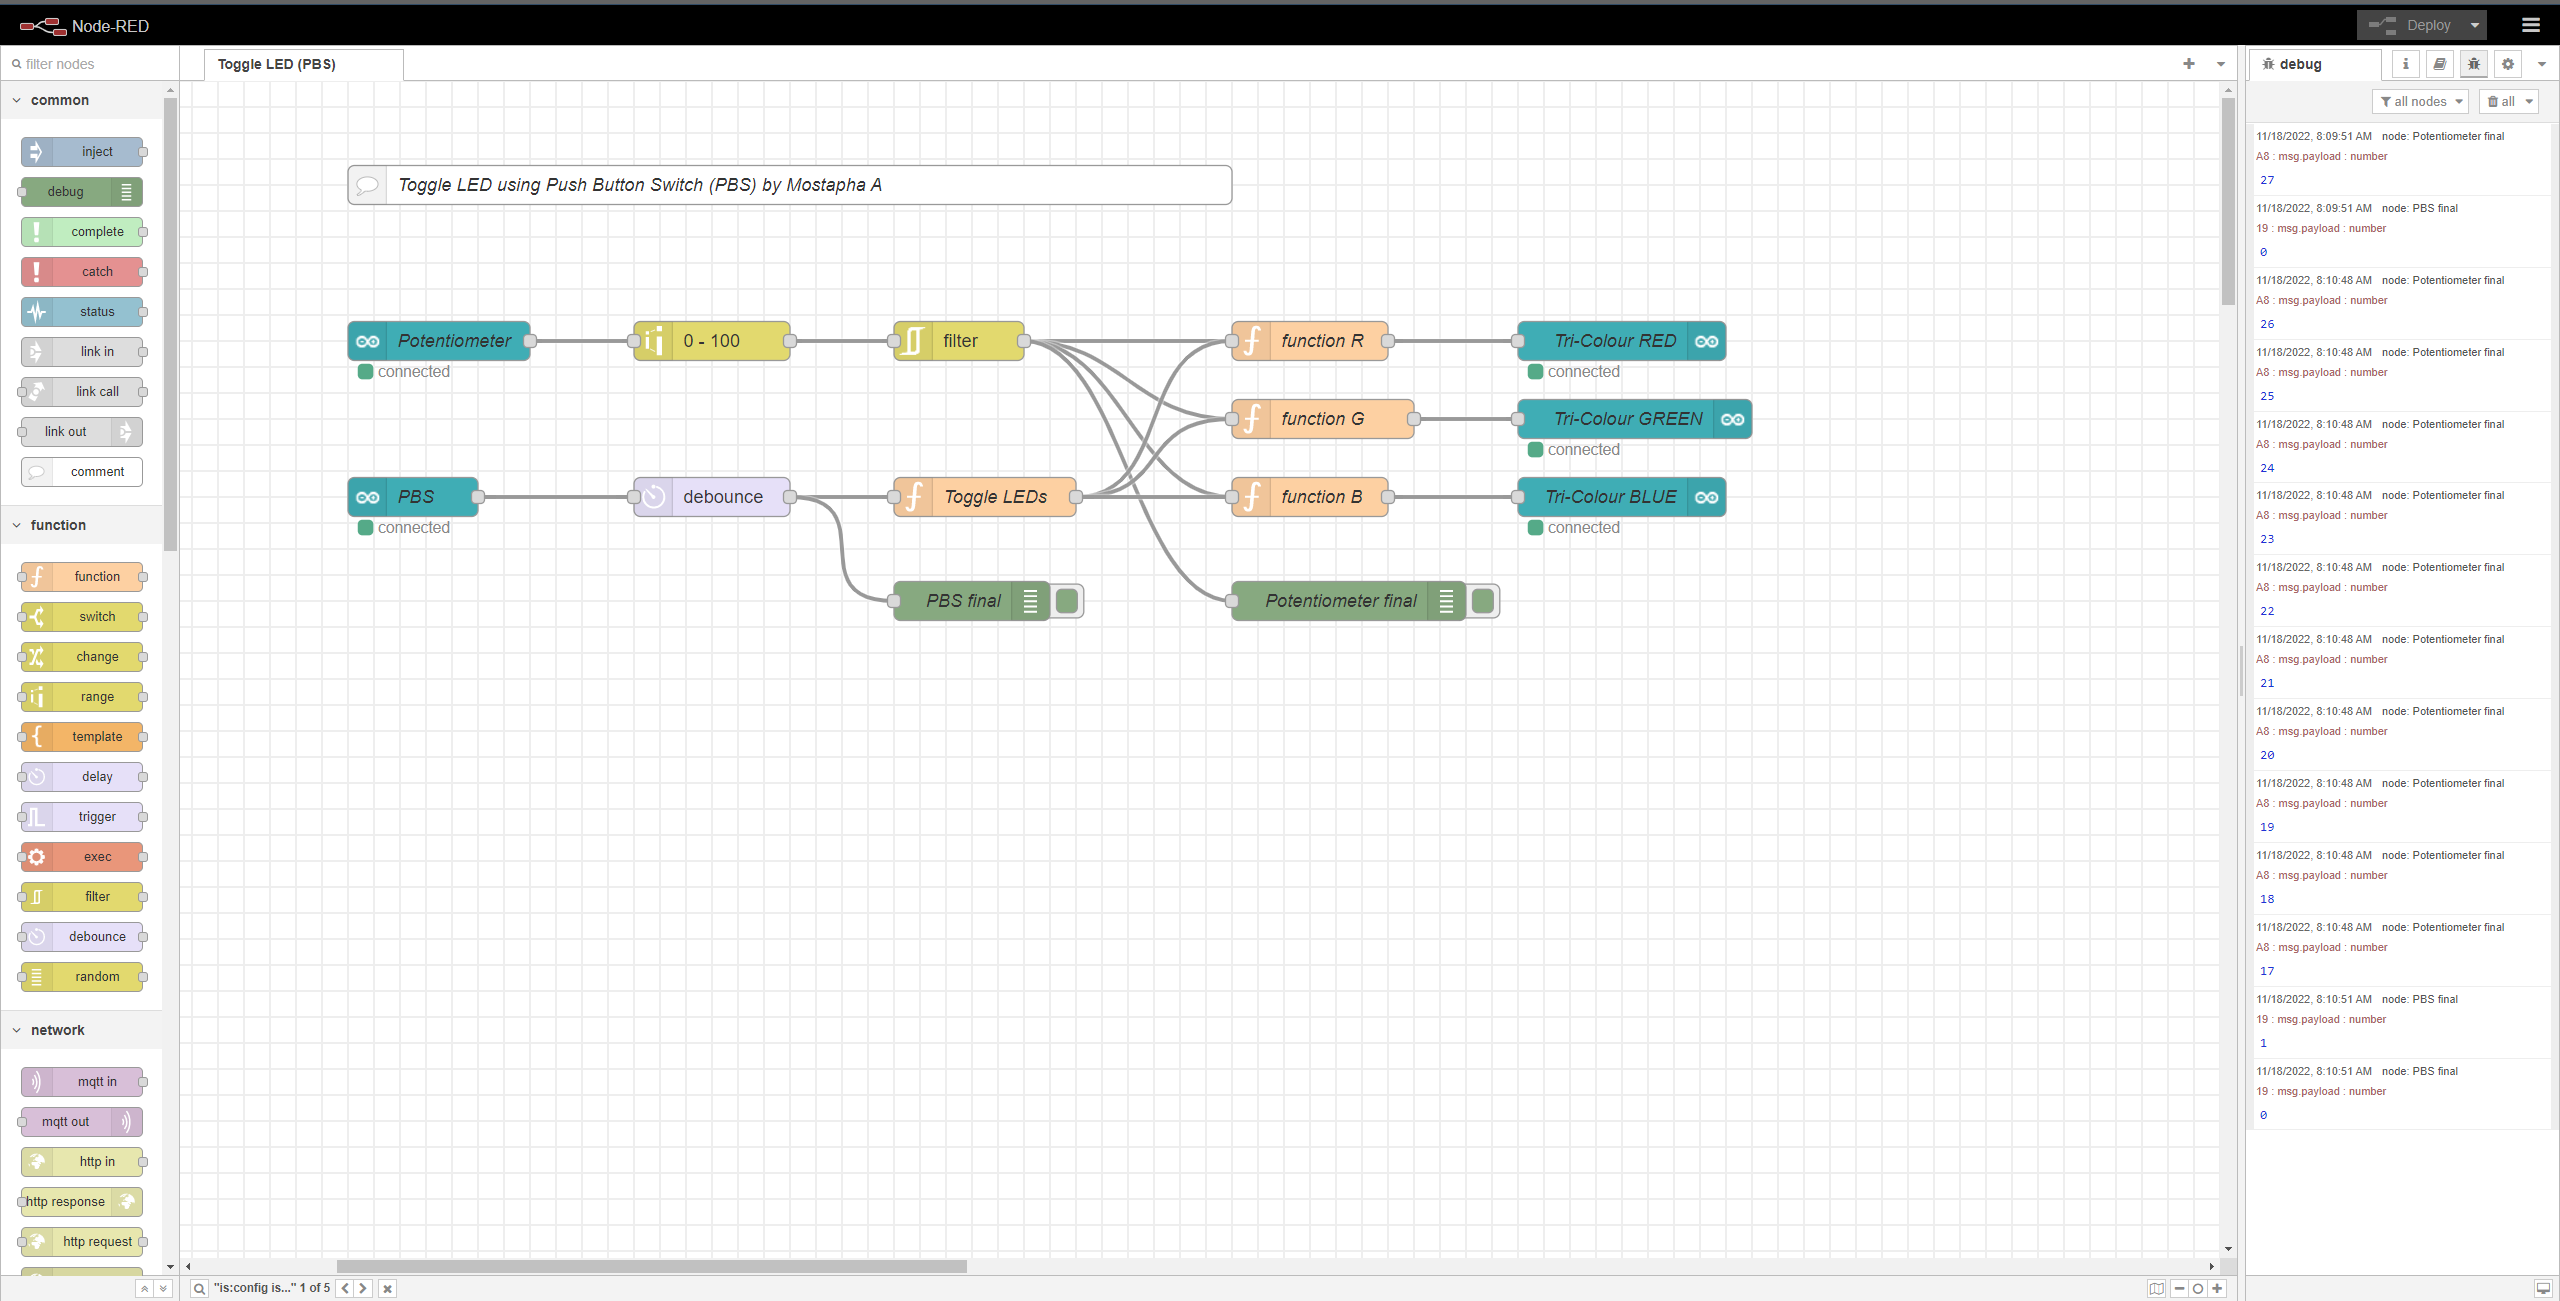 Node-RED
Deploy
filter nodes
common
inject
debug
complete
catch
status
link in
link call
link out
comment
function
function
switch
change
range
template
delay
trigger
exec
filter
debounce
random
network
mqtt in
mqtt out
http in
http response
http request
Toggle LED (PBS)
Toggle LED using Push Button Switch (PBS) by Mostapha A
Potentiometer
connected
0 - 100
filter
function R
Tri-Colour RED
connected
function G
Tri-Colour GREEN
connected
PBS
connected
debounce
Toggle LEDs
function B
Tri-Colour BLUE
connected
PBS final
Potentiometer final
"is:config is..." 1 of 5
debug
all nodes
all
11/18/2022, 8:09:51 AM node: Potentiometer final
A8 : msg.payload : number
27
11/18/2022, 8:09:51 AM node: PBS final
19 : msg.payload : number
0
11/18/2022, 8:10:48 AM node: Potentiometer final
A8 : msg.payload : number
26
11/18/2022, 8:10:48 AM node: Potentiometer final
A8 : msg.payload : number
25
11/18/2022, 8:10:48 AM node: Potentiometer final
A8 : msg.payload : number
24
11/18/2022, 8:10:48 AM node: Potentiometer final
A8 : msg.payload : number
23
11/18/2022, 8:10:48 AM node: Potentiometer final
A8 : msg.payload : number
22
11/18/2022, 8:10:48 AM node: Potentiometer final
A8 : msg.payload : number
21
11/18/2022, 8:10:48 AM node: Potentiometer final
A8 : msg.payload : number
20
11/18/2022, 8:10:48 AM node: Potentiometer final
A8 : msg.payload : number
19
11/18/2022, 8:10:48 AM node: Potentiometer final
A8 : msg.payload : number
18
11/18/2022, 8:10:48 AM node: Potentiometer final
A8 : msg.payload : number
17
11/18/2022, 8:10:51 AM node: PBS final
19 : msg.payload : number
1
11/18/2022, 8:10:51 AM node: PBS final
19 : msg.payload : number
0